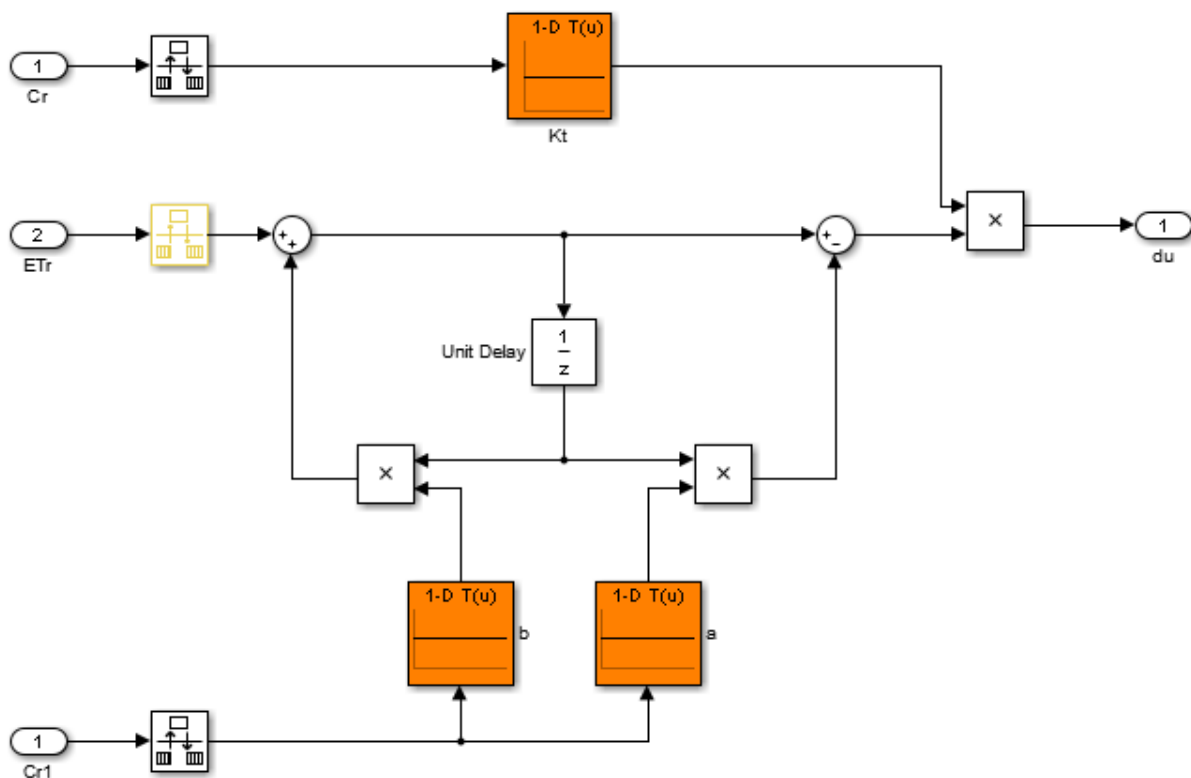 1-D T(u)
1
Cr
Kt
2
ETr
+
+
+
−
×
1
du
Unit Delay
1
z
×
×
1-D T(u)
b
1-D T(u)
a
1
Cr1